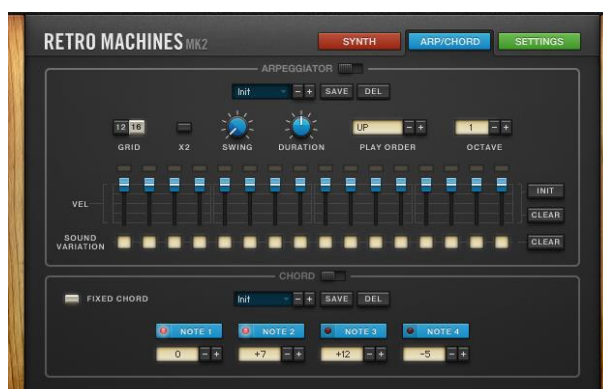 RETRO MACHINES MK2
SYNTH ARP/CHORD SETTINGS
ARPEGGIATOR
Init - + SAVE DEL
12 16 UP - + 1 - +
GRID X2 SWING DURATION PLAY ORDER OCTAVE
INIT
VEL
CLEAR
SOUND
VARIATION CLEAR
CHORD
FIXED CHORD Init - + SAVE DEL
NOTE 1 NOTE 2 NOTE 3 NOTE 4
0 - + +7 - + +12 - + -5 - +